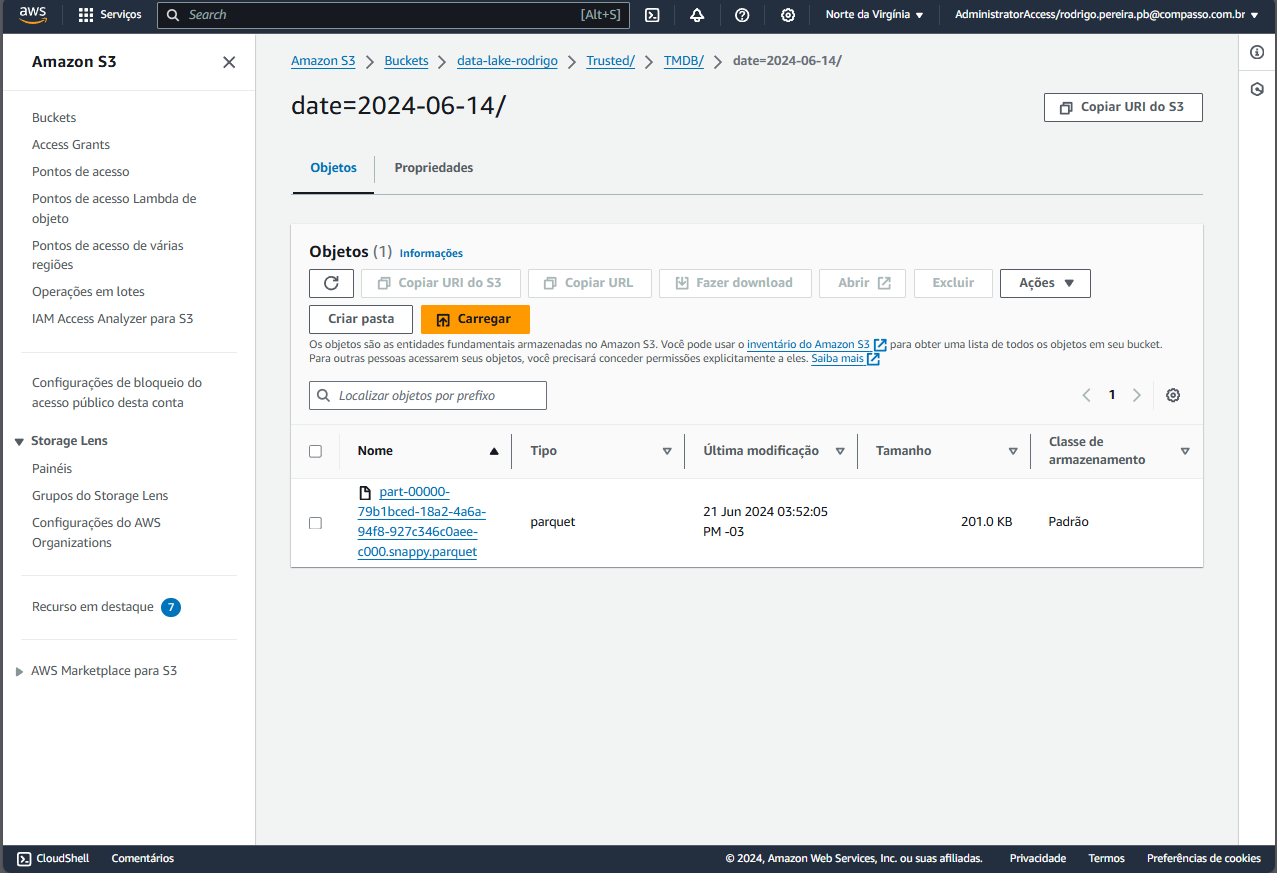 aws
Serviços
Search
[Alt+S]
Norte da Virgínia
AdministratorAccess/rodrigo.pereira.pb@compasso.com.br
Amazon S3
Buckets
Access Grants
Pontos de acesso
Pontos de acesso Lambda de
objeto
Pontos de acesso de várias
regiões
Operações em lotes
IAM Access Analyzer para S3
Configurações de bloqueio do
acesso público desta conta
Storage Lens
Painéis
Grupos do Storage Lens
Configurações do AWS
Organizations
Recurso em destaque 7
AWS Marketplace para S3
Amazon S3 > Buckets > data-lake-rodrigo > Trusted/ > TMDB/ > date=2024-06-14/
date=2024-06-14/
Copiar URI do S3
Objetos
Propriedades
Objetos (1) Informações
Copiar URI do S3
Copiar URL
Fazer download
Abrir
Excluir
Ações
Criar pasta
Carregar
Os objetos são as entidades fundamentais armazenadas no Amazon S3. Você pode usar o inventário do Amazon S3 para obter uma lista de todos os objetos em seu bucket.
Para outras pessoas acessarem seus objetos, você precisará conceder permissões explicitamente a eles. Saiba mais
Localizar objetos por prefixo
1
Nome
Tipo
Última modificação
Tamanho
Classe de
armazenamento
part-00000-
79b1bced-18a2-4a6a-
94f8-927c346c0aee-
c000.snappy.parquet
parquet
21 Jun 2024 03:52:05
PM -03
201.0 KB
Padrão
CloudShell
Comentários
© 2024, Amazon Web Services, Inc. ou suas afiliadas.
Privacidade
Termos
Preferências de cookies